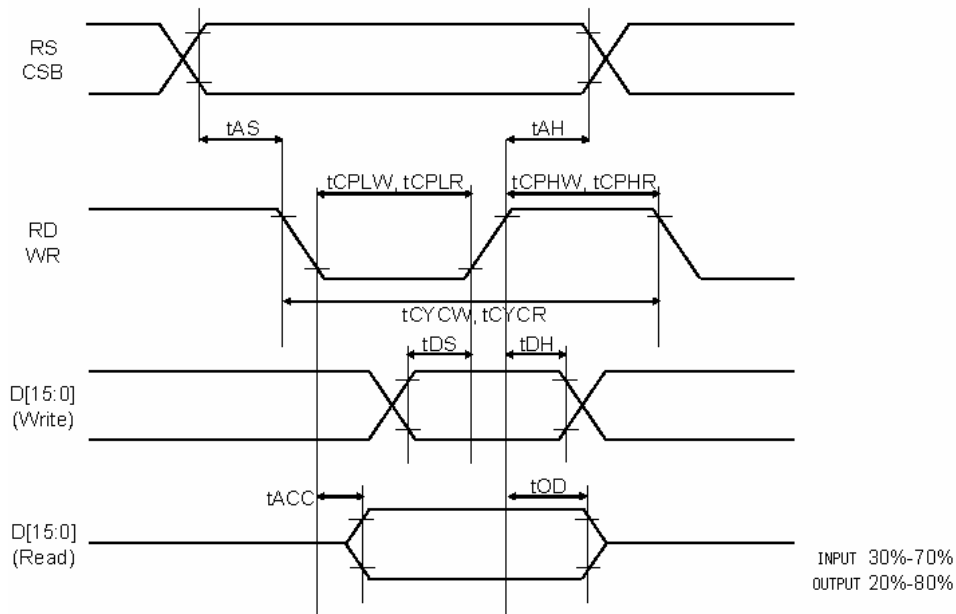 RS
CSB
tAS
tAH
tCPLW, tCPLR
tCPHW, tCPHR
RD
WR
tCYCW, tCYCR
tDS
tDH
D[15:0]
(Write)
tACC
tOD
D[15:0]
(Read)
INPUT 30%-70%
OUTPUT 20%-80%